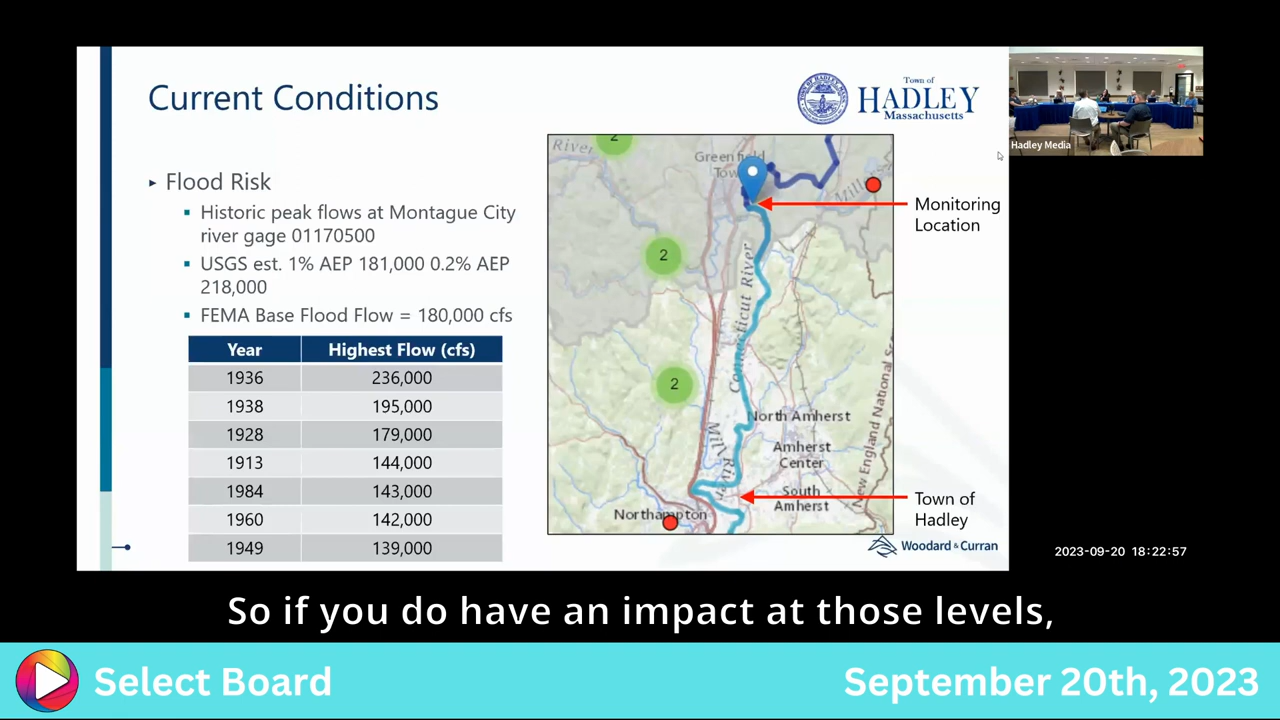 Current Conditions
Town of
HADLEY
Massachusetts
Hadley Media
▸ Flood Risk
▪ Historic peak flows at Montague City
river gage 01170500
▪ USGS est. 1% AEP 181,000 0.2% AEP
218,000
▪ FEMA Base Flood Flow = 180,000 cfs
Year Highest Flow (cfs)
1936 236,000
1938 195,000
1928 179,000
1913 144,000
1984 143,000
1960 142,000
1949 139,000
2
River
Greenfield
Town
Millers
2
Connecticut River
2
North Amherst
Mill River
Amherst
Center
South
Amherst
Northampton
New England National
Monitoring
Location
Town of
Hadley
Woodard & Curran
2023-09-20 18:22:57
So if you do have an impact at those levels,
Select Board
September 20th, 2023